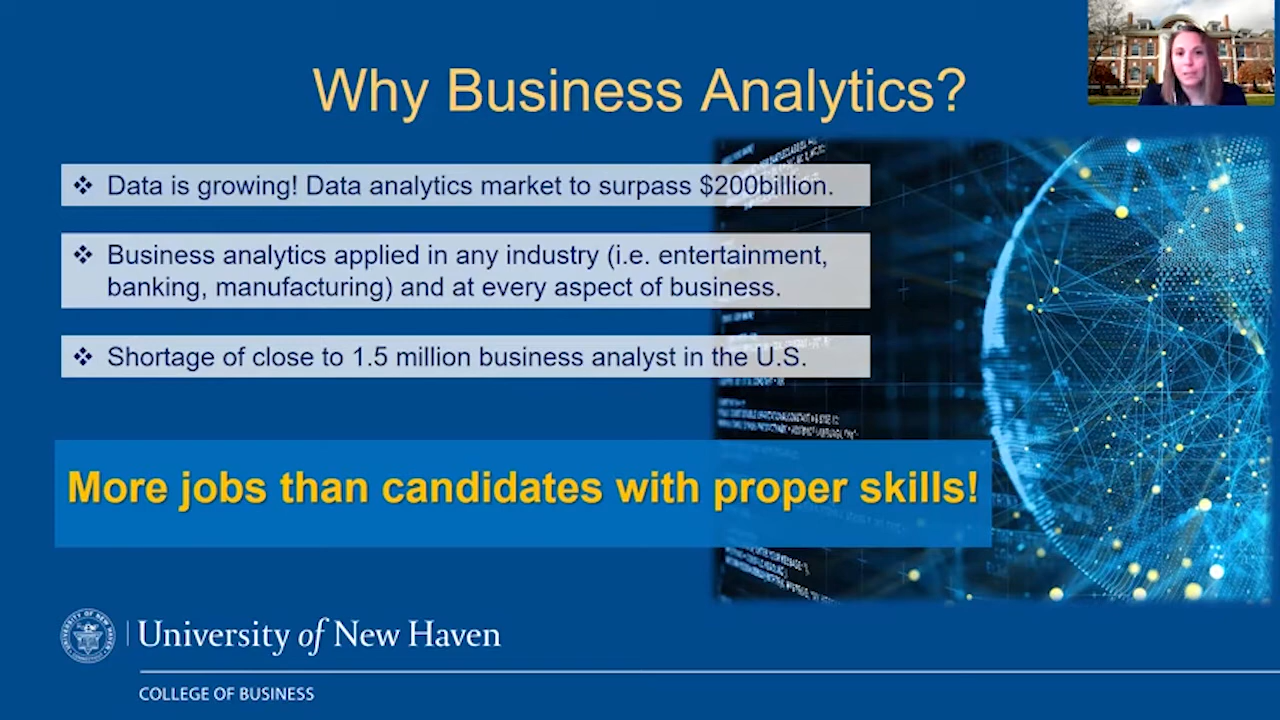 Why Business Analytics?
❖ Data is growing! Data analytics market to surpass $200billion.
❖ Business analytics applied in any industry (i.e. entertainment,
banking, manufacturing) and at every aspect of business.
❖ Shortage of close to 1.5 million business analyst in the U.S.
More jobs than candidates with proper skills!
University of New Haven
COLLEGE OF BUSINESS